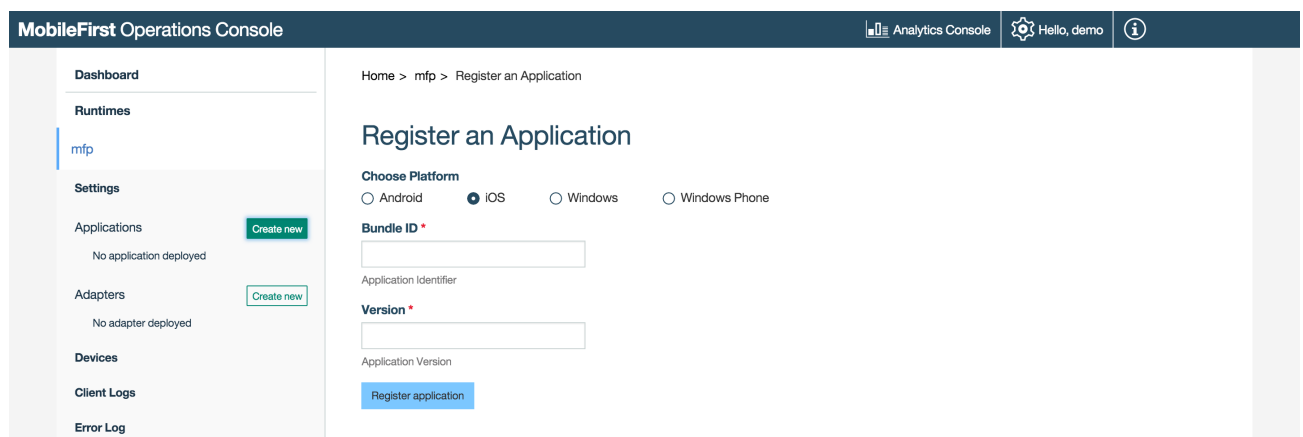 MobileFirst Operations Console
Analytics Console
Hello, demo
Dashboard
Runtimes
mfp
Settings
Applications
Create new
No application deployed
Adapters
Create new
No adapter deployed
Devices
Client Logs
Error Log
Home > mfp > Register an Application
Register an Application
Choose Platform
Android iOS Windows Windows Phone
Bundle ID *
Application Identifier
Version *
Application Version
Register application